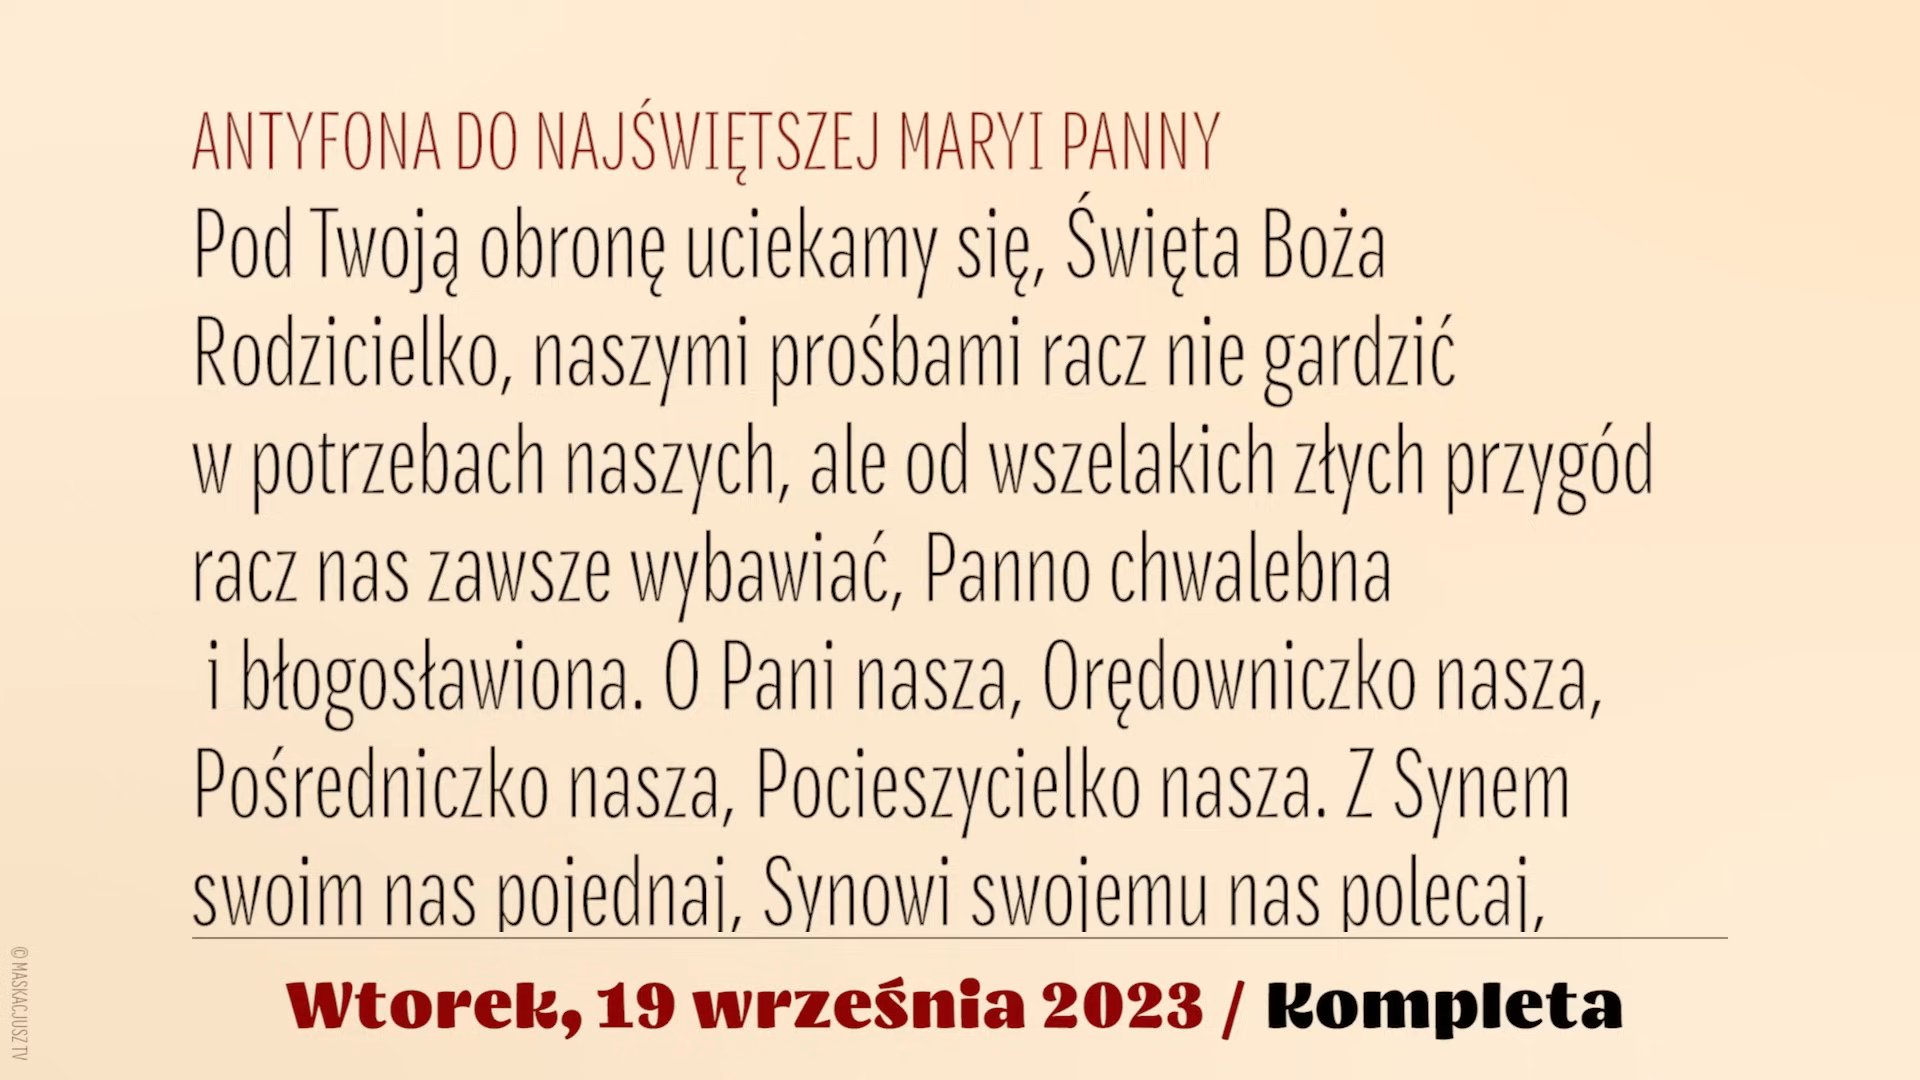 ANTYFONA DO NAJŚWIĘTSZEJ MARYI PANNY
Pod Twoją obronę uciekamy się, Święta Boża
Rodzicielko, naszymi prośbami racz nie gardzić
w potrzebach naszych, ale od wszelakich złych przygód
racz nas zawsze wybawiać, Panno chwalebna
i błogosławiona. O Pani nasza, Orędowniczko nasza,
Pośredniczko nasza, Pocieszycielko nasza. Z Synem
swoim nas pojednaj, Synowi swojemu nas polecaj,
Wtorek, 19 września 2023 / Kompleta
© MASKACJUSZ TV